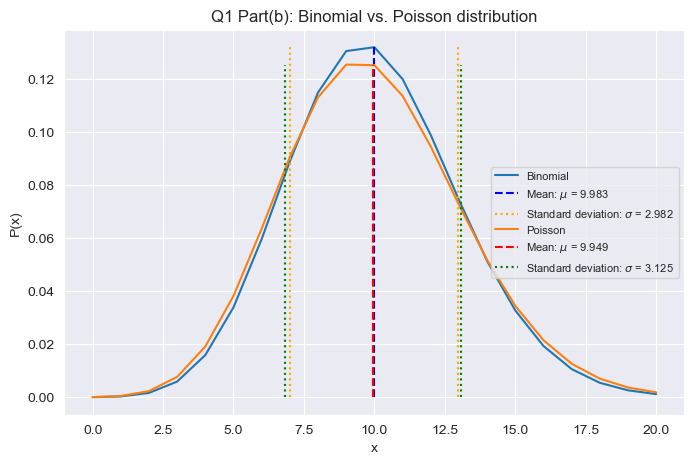 Q1 Part(b): Binomial vs. Poisson distribution
0.12
0.10
0.08
0.06
0.04
0.02
0.00
P(x)
Binomial
Mean: μ = 9.983
Standard deviation: σ = 2.982
Poisson
Mean: μ = 9.949
Standard deviation: σ = 3.125
0.0 2.5 5.0 7.5 10.0 12.5 15.0 17.5 20.0
x